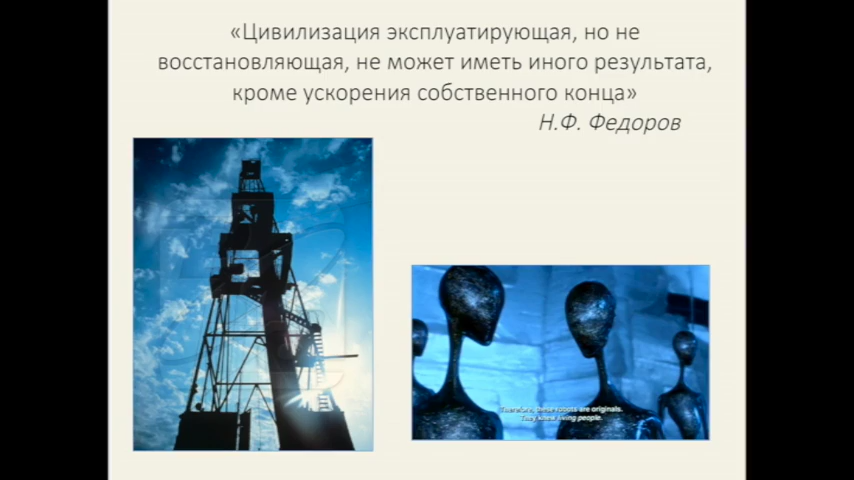 «Цивилизация эксплуатирующая, но не
восстановляющая, не может иметь иного результата,
кроме ускорения собственного конца»
Н.Ф. Федоров
Therefore, these robots are originals.
They knew living people.